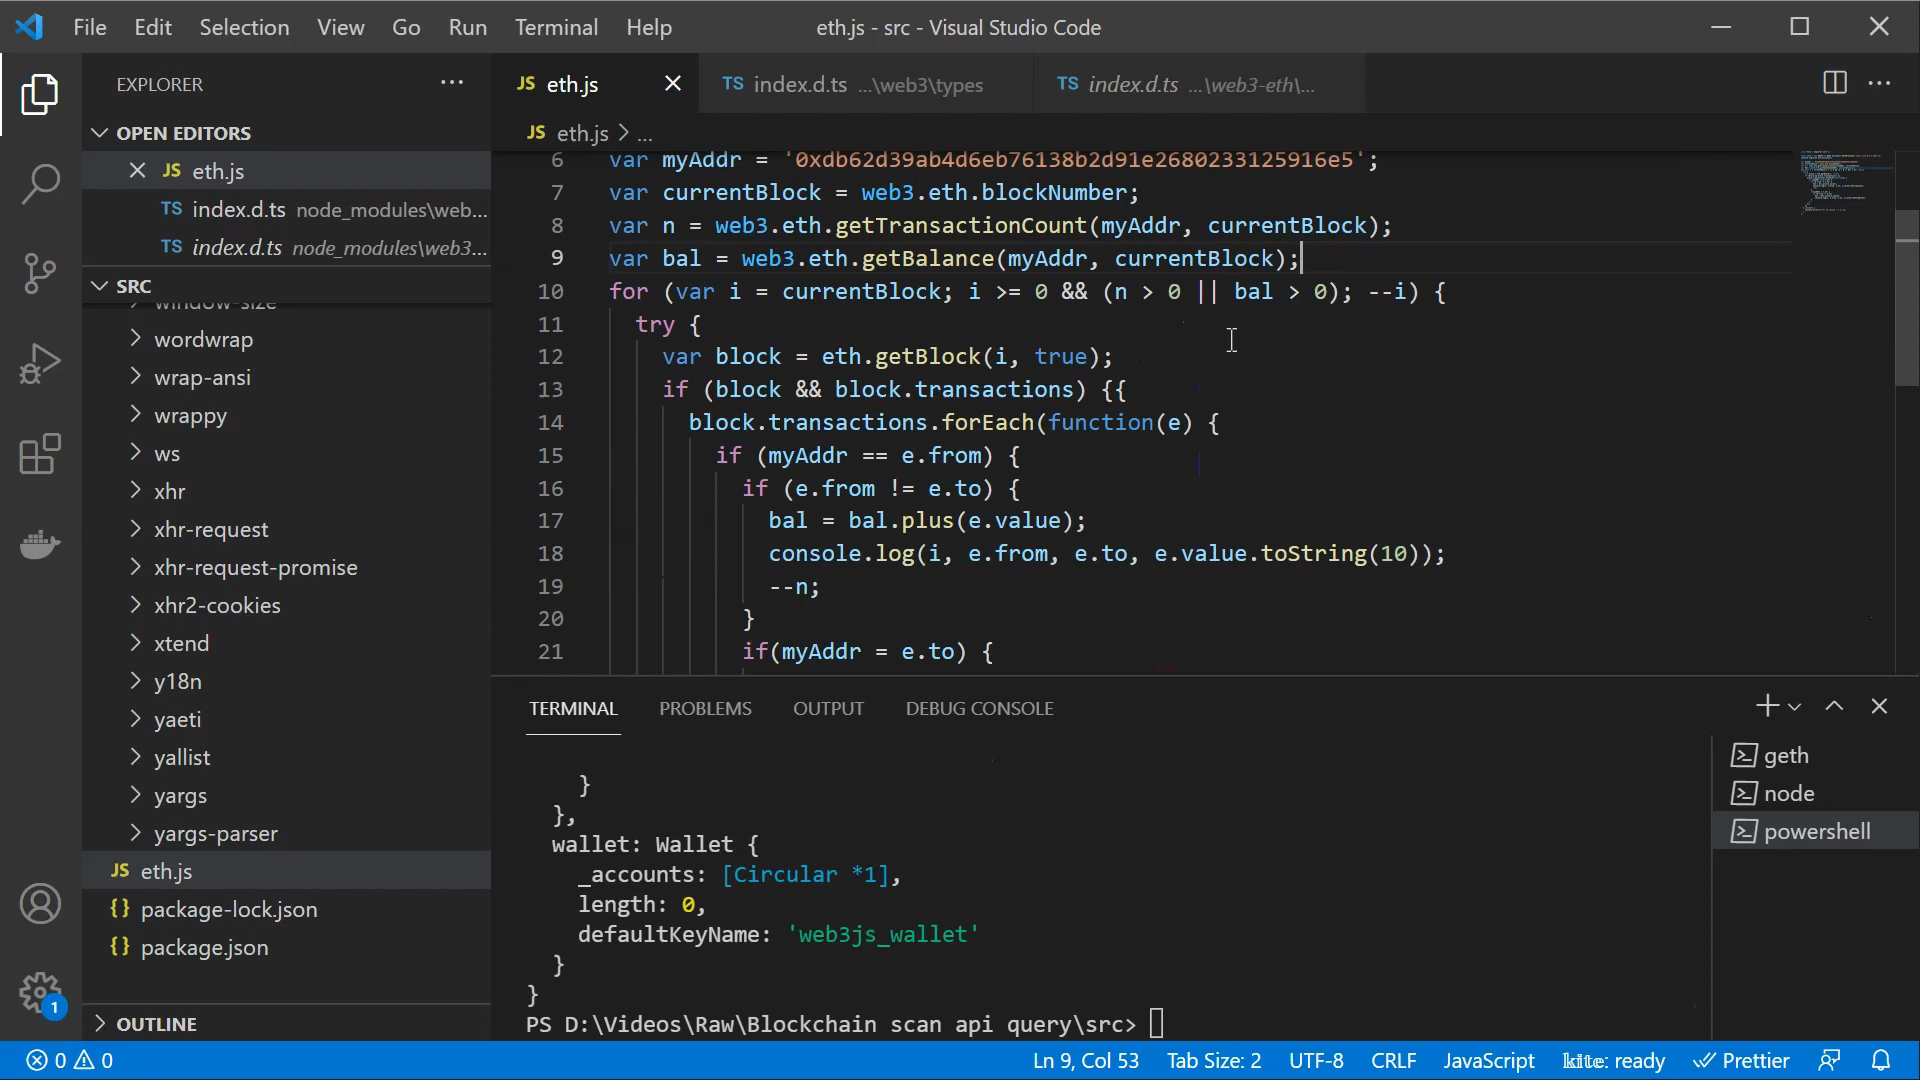 File Edit Selection View Go Run Terminal Help eth.js - src - Visual Studio Code
EXPLORER
OPEN EDITORS
JS eth.js
TS index.d.ts node_modules\web...
TS index.d.ts node_modules\web3...
SRC
window-size
wordwrap
wrap-ansi
wrappy
ws
xhr
xhr-request
xhr-request-promise
xhr2-cookies
xtend
y18n
yaeti
yallist
yargs
yargs-parser
JS eth.js
{} package-lock.json
{} package.json
OUTLINE
1
JS eth.js
TS index.d.ts ...\web3\types
TS index.d.ts ...\web3-eth\...
JS eth.js > ...
6 var myAddr = '0xdb62d39ab4d6eb76138b2d91e2680233125916e5';
7 var currentBlock = web3.eth.blockNumber;
8 var n = web3.eth.getTransactionCount(myAddr, currentBlock);
9 var bal = web3.eth.getBalance(myAddr, currentBlock);
10 for (var i = currentBlock; i >= 0 && (n > 0 || bal > 0); --i) {
11 try {
12 var block = eth.getBlock(i, true);
13 if (block && block.transactions) {{
14 block.transactions.forEach(function(e) {
15 if (myAddr == e.from) {
16 if (e.from != e.to) {
17 bal = bal.plus(e.value);
18 console.log(i, e.from, e.to, e.value.toString(10));
19 --n;
20 }
21 if(myAddr = e.to) {
TERMINAL PROBLEMS OUTPUT DEBUG CONSOLE
}
},
wallet: Wallet {
_accounts: [Circular *1],
length: 0,
defaultKeyName: 'web3js_wallet'
}
}
PS D:\Videos\Raw\Blockchain scan api query\src>
geth
node
powershell
0 0
Ln 9, Col 53 Tab Size: 2 UTF-8 CRLF JavaScript kite: ready Prettier